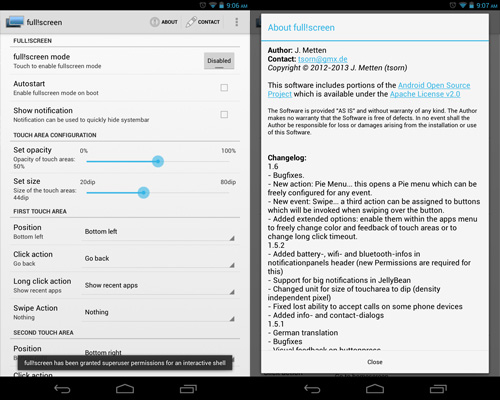 9:06 AM
full!screen
ABOUT
CONTACT
FULL!SCREEN
full!screen mode
Touch to enable fullscreen mode
Disabled
Autostart
Enable fullscreen mode on boot
Show notification
Notification can be used to quickly hide systembar
TOUCH AREA CONFIGURATION
Set opacity
0%
100%
Opacity of touch areas:
50%
Set size
20dip
80dip
Size of the touch areas:
44dip
FIRST TOUCH AREA
Position
Bottom left
Bottom left
Click action
Go back
Go back
Long click action
Show recent apps
Show recent apps
Swipe Action
Nothing
Nothing
SECOND TOUCH AREA
Position
Bottom right
full!screen has been granted superuser permissions for an interactive shell
Click action
9:07 AM
About full!screen
Author: J. Metten
Contact: tsorn@gmx.de
Copyright © 2012-2013 J. Metten (tsorn)
This software includes portions of the Android Open Source
Project which is available under the Apache License v2.0
The Software is provided "AS IS" and without warranty of any kind. The Author
makes no warranty that the Software is free of defects. In no event shall the
Author be responsible for loss or damages arising from the installation or use
of this Software.
Changelog:
1.6
- Bugfixes.
- New action: Pie Menu... this opens a Pie menu which can be
freely configured for any event.
- New event: Swipe... a third action can be assigned to buttons
which will be invoked when swiping over the button.
- Added extended options: enable them within the apps menu
to freely change color and feedback of touch areas or to
change long click timeout.
1.5.2
- Added battery-, wifi- and bluetooth-infos in
notificationpanels header (new Permissions are required for
this)
- Support for big notifications in JellyBean
- Changed unit for size of toucharea to dip (density
independent pixel)
- Fixed lost ability to accept calls on some phone devices
- Added info- and contact-dialogs
1.5.1
- German translation
- Bugfixes
- Visual feedback on buttonpress
Close